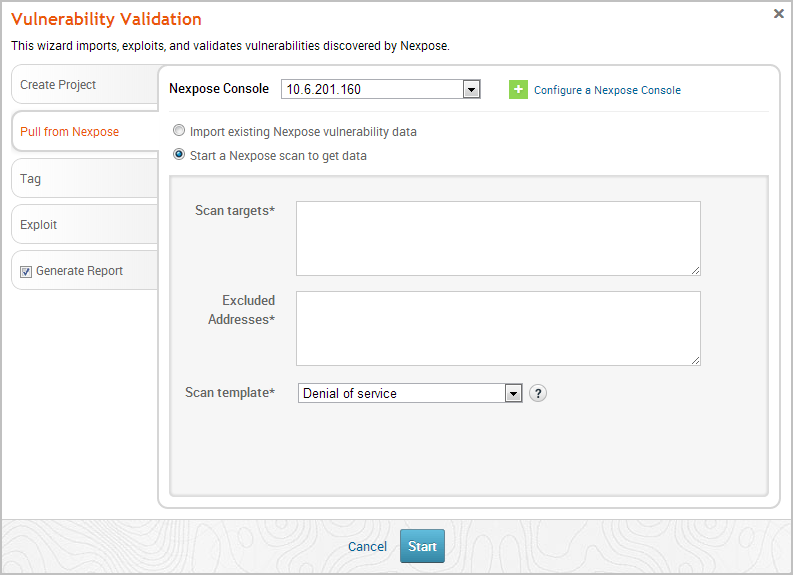 Vulnerability Validation
This wizard imports, exploits, and validates vulnerabilities discovered by Nexpose.
Create Project
Nexpose Console 10.6.201.160 Configure a Nexpose Console
Pull from Nexpose
Import existing Nexpose vulnerability data
Start a Nexpose scan to get data
Tag
Exploit
Generate Report
Scan targets*
Excluded
Addresses*
Scan template* Denial of service ?
Cancel Start